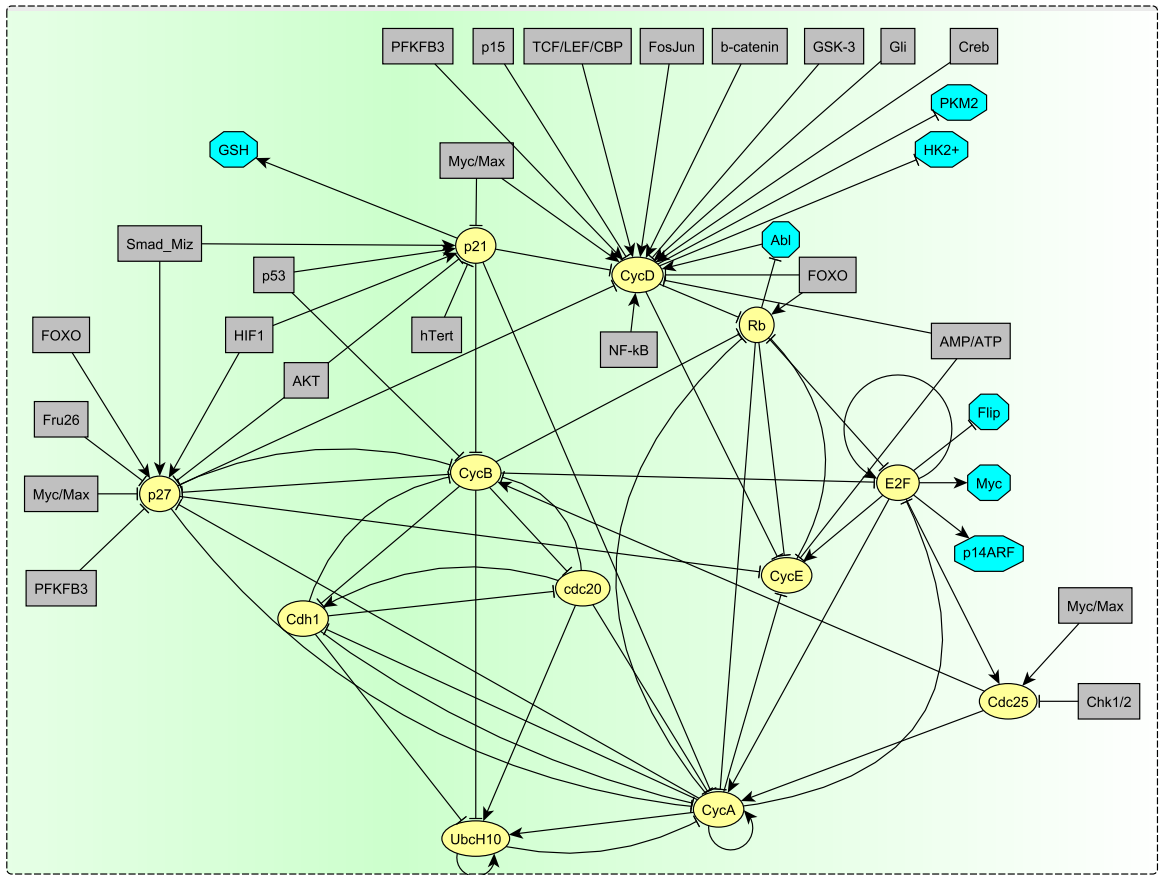 PFKFB3
p15
TCF/LEF/CBP
FosJun
b-catenin
GSK-3
Gli
Creb
PKM2
GSH
Myc/Max
HK2+
Smad_Miz
p21
Abl
p53
CycD
FOXO
FOXO
HIF1
hTert
NF-kB
Rb
AMP/ATP
AKT
Fru26
Flip
Myc/Max
p27
CycB
E2F
Myc
p14ARF
PFKFB3
cdc20
CycE
Cdh1
Myc/Max
Cdc25
Chk1/2
CycA
UbcH10